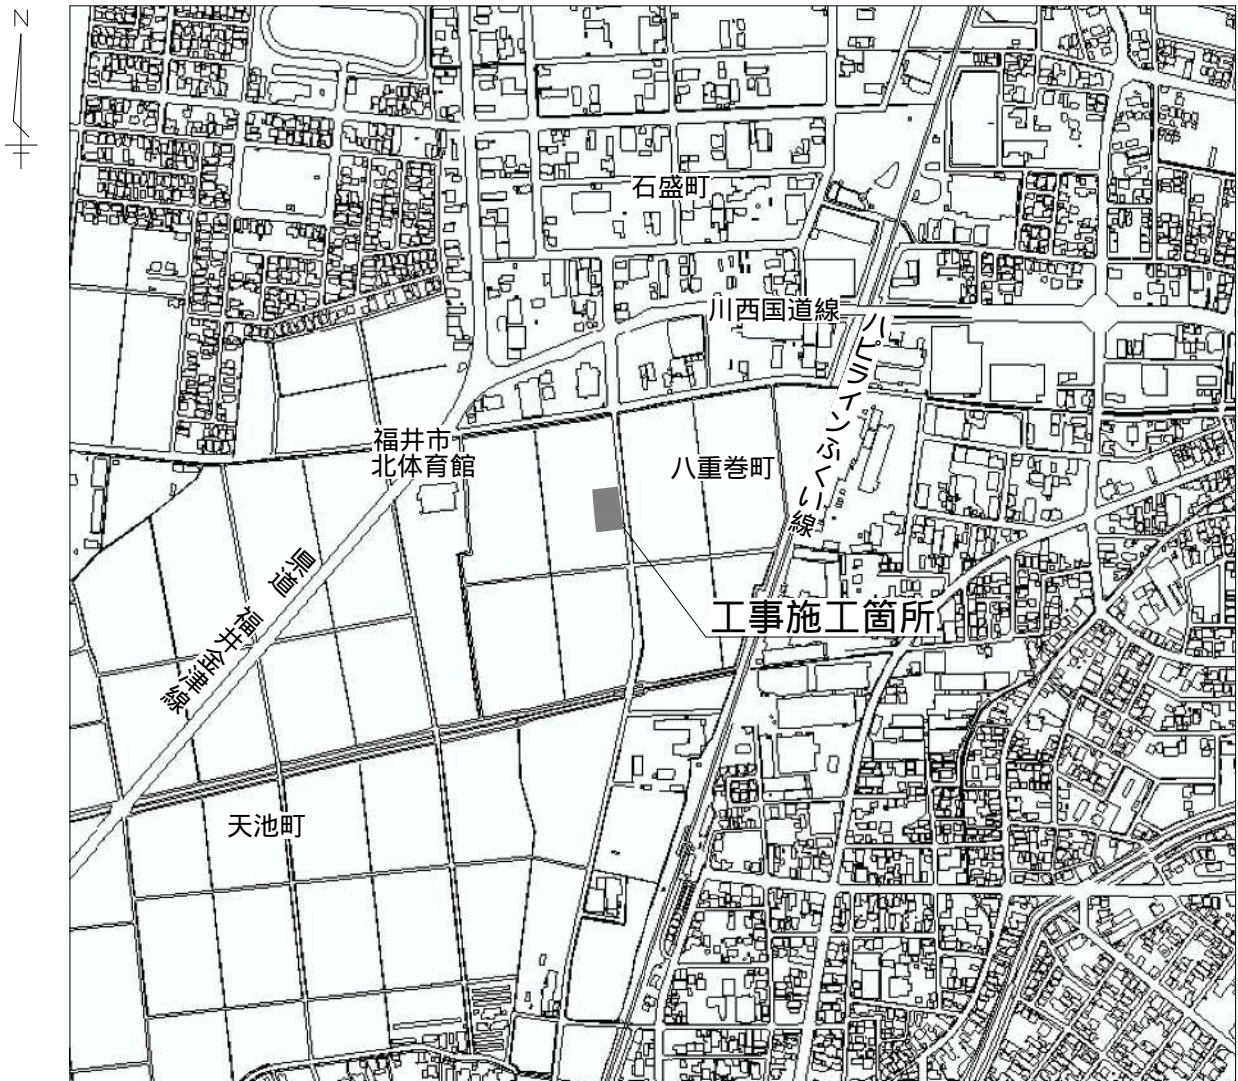 N
石盛町
川西国道線
ハピラインふくい線
福井市
北体育館
八重巻町
県道 福井金津線
工事施工箇所
天池町